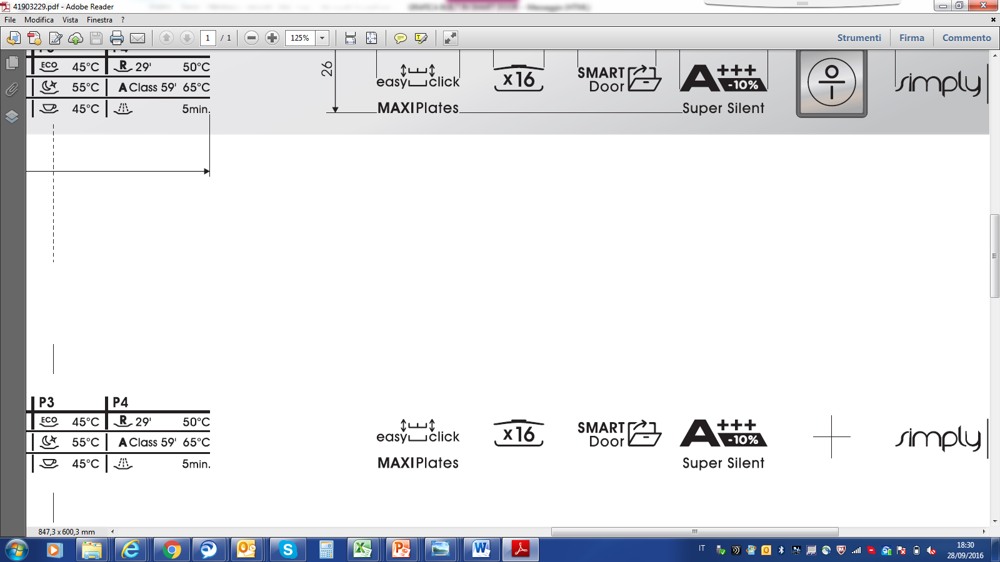 41903229.pdf - Adobe Reader
File Modifica Vista Finestra ?
1 / 1 125% Strumenti Firma Commento
ECO 45°C R 29' 50°C
55°C A Class 59' 65°C
45°C 5min.
26
easy click
MAXIPlates
x16
SMART
Door
A+++
-10%
Super Silent
simply
P3 P4
ECO 45°C R 29' 50°C
55°C A Class 59' 65°C
45°C 5min.
easy click
MAXIPlates
x16
SMART
Door
A+++
-10%
Super Silent
simply
847,3 x 600,3 mm
IT 18:30
28/09/2016